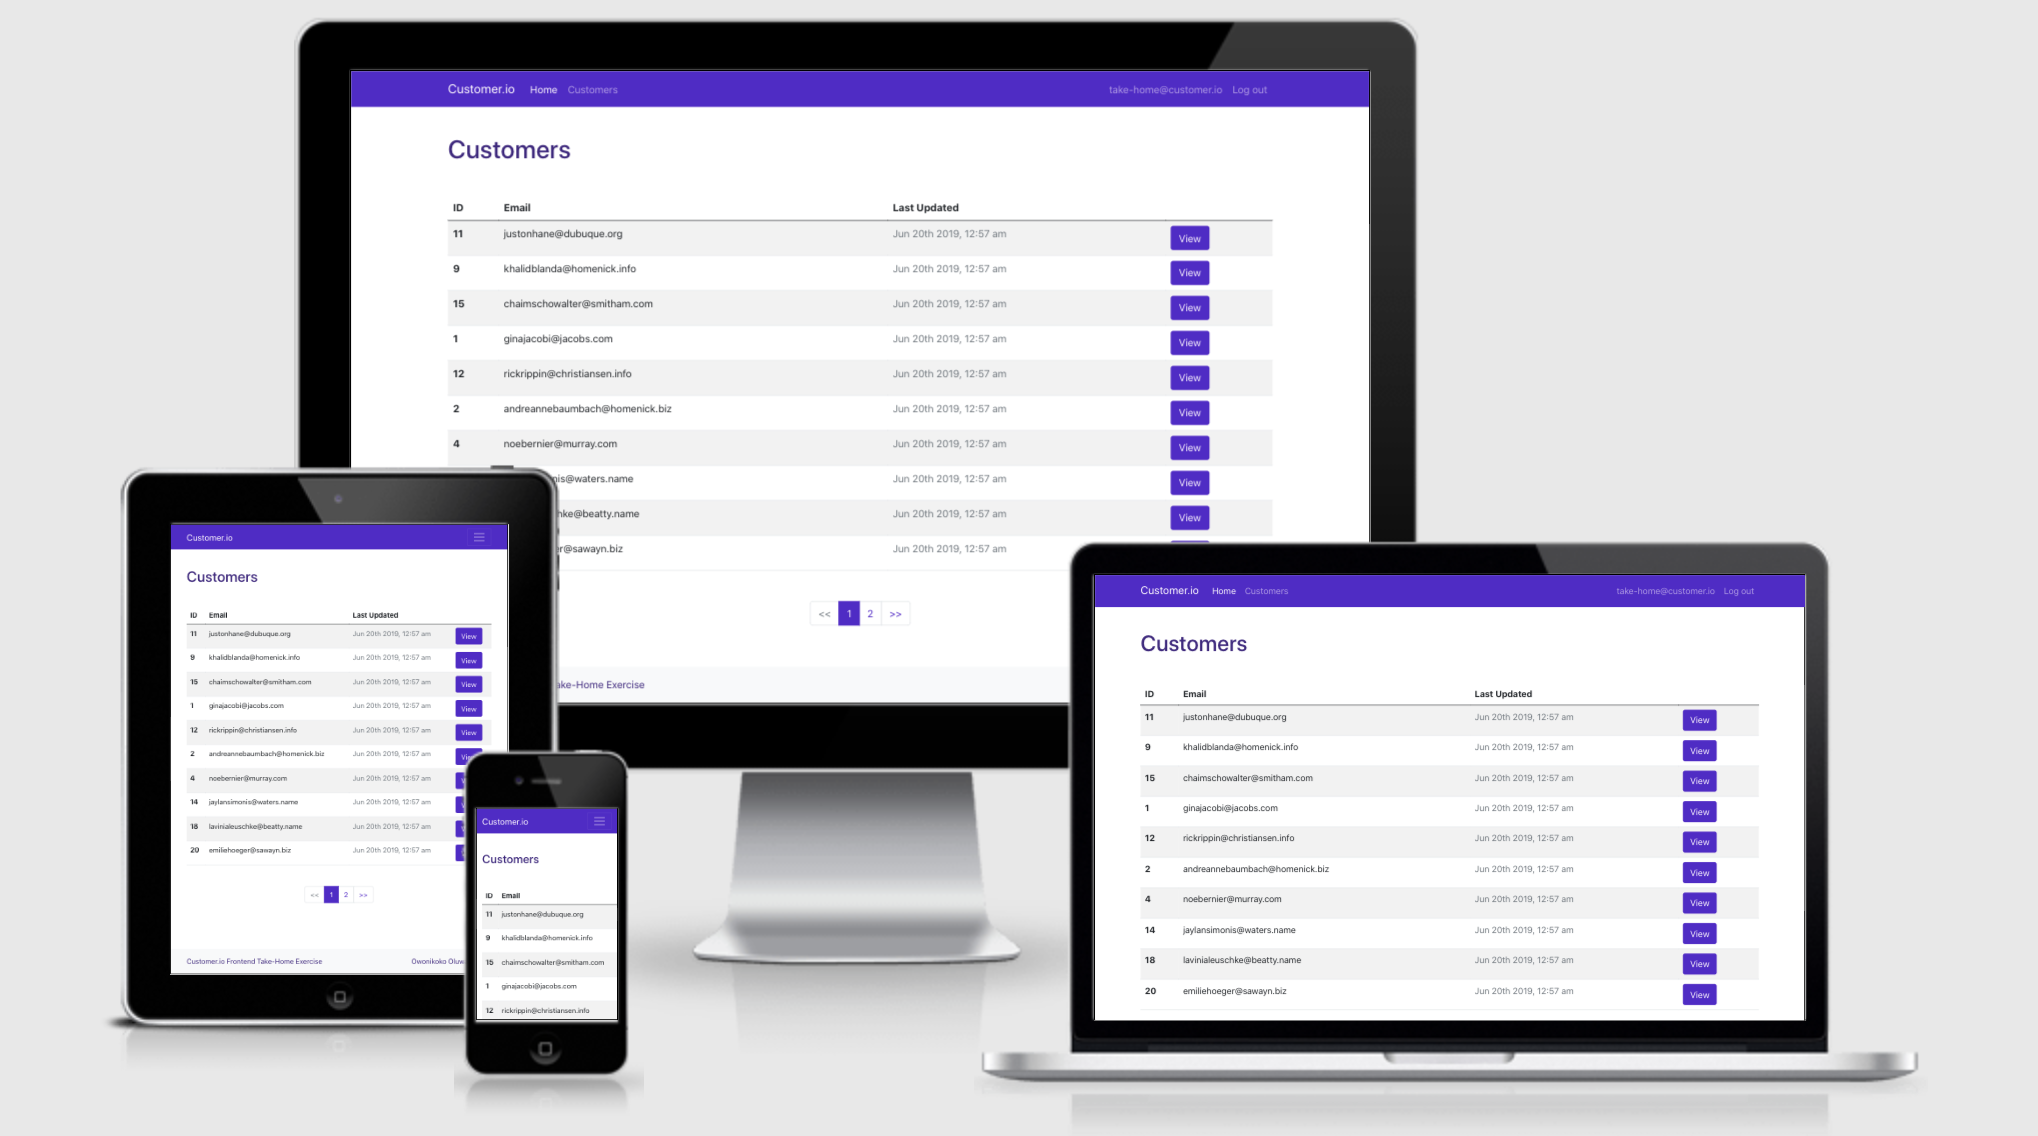 Customer.io Home Customers take-home@customer.io Log out
Customers
ID Email Last Updated
11 justonhane@dubuque.org Jun 20th 2019, 12:57 am View
9 khalidblanda@homenick.info Jun 20th 2019, 12:57 am View
15 chaimschowalter@smitham.com Jun 20th 2019, 12:57 am View
1 ginajacobi@jacobs.com Jun 20th 2019, 12:57 am View
12 rickrippin@christiansen.info Jun 20th 2019, 12:57 am View
2 andreannebaumbach@homenick.biz Jun 20th 2019, 12:57 am View
4 noebernier@murray.com Jun 20th 2019, 12:57 am View
nis@waters.name Jun 20th 2019, 12:57 am View
hke@beatty.name Jun 20th 2019, 12:57 am View
r@sawayn.biz Jun 20th 2019, 12:57 am
<< 1 2 >>
ake-Home Exercise
Customer.io
Customers
ID Email Last Updated
11 justonhane@dubuque.org Jun 20th 2019, 12:57 am View
9 khalidblanda@homenick.info Jun 20th 2019, 12:57 am View
15 chaimschowalter@smitham.com Jun 20th 2019, 12:57 am View
1 ginajacobi@jacobs.com Jun 20th 2019, 12:57 am View
12 rickrippin@christiansen.info Jun 20th 2019, 12:57 am View
2 andreannebaumbach@homenick.biz Jun 20th 2019, 12:57 am
4 noebernier@murray.com Jun 20th 2019, 12:57 am
14 jaylansimonis@waters.name Jun 20th 2019, 12:57 am
18 lavinialeuschke@beatty.name Jun 20th 2019, 12:57 am
20 emiliehoeger@sawayn.biz Jun 20th 2019, 12:57 am
<< 1 2 >>
Customer.io Frontend Take-Home Exercise Owonikoko Oluw
Customer.io
Customers
ID Email
11 justonhane@dubuque.org
9 khalidblanda@homenick.info
15 chaimschowalter@smitham.com
1 ginajacobi@jacobs.com
12 rickrippin@christiansen.info
Customer.io Home Customers take-home@customer.io Log out
Customers
ID Email Last Updated
11 justonhane@dubuque.org Jun 20th 2019, 12:57 am View
9 khalidblanda@homenick.info Jun 20th 2019, 12:57 am View
15 chaimschowalter@smitham.com Jun 20th 2019, 12:57 am View
1 ginajacobi@jacobs.com Jun 20th 2019, 12:57 am View
12 rickrippin@christiansen.info Jun 20th 2019, 12:57 am View
2 andreannebaumbach@homenick.biz Jun 20th 2019, 12:57 am View
4 noebernier@murray.com Jun 20th 2019, 12:57 am View
14 jaylansimonis@waters.name Jun 20th 2019, 12:57 am View
18 lavinialeuschke@beatty.name Jun 20th 2019, 12:57 am View
20 emiliehoeger@sawayn.biz Jun 20th 2019, 12:57 am View